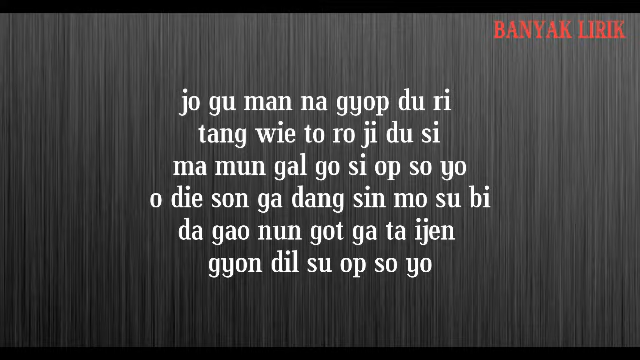 BANYAK LIRIK
jo gu man na gyop du ri
tang wie to ro ji du si
ma mun gal go si op so yo
o die son ga dang sin mo su bi
da gao nun got ga ta ijen
gyon dil su op so yo